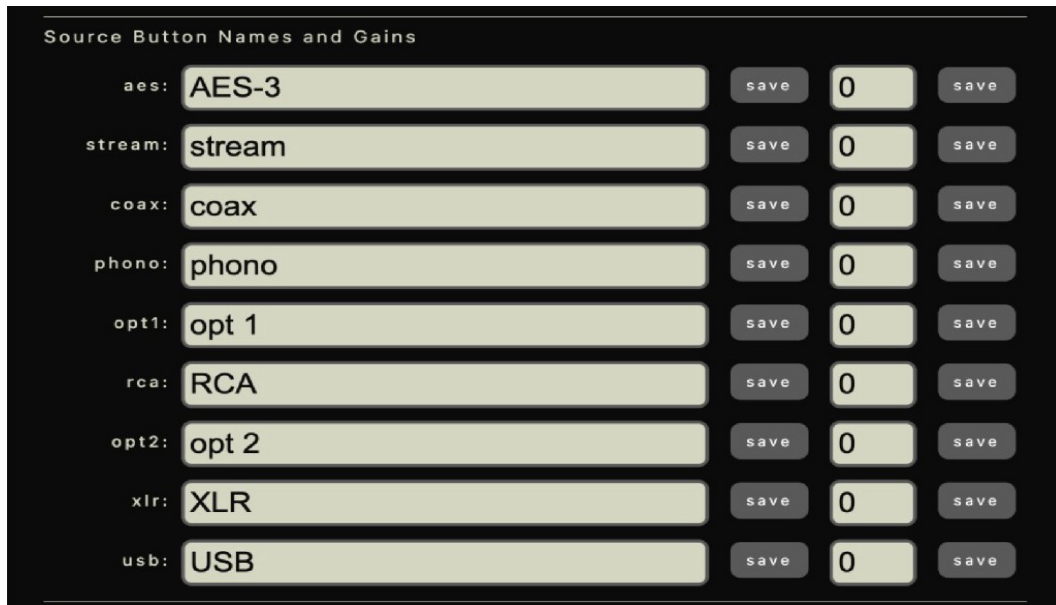 Source Button Names and Gains
aes: AES-3 save 0 save
stream: stream save 0 save
coax: coax save 0 save
phono: phono save 0 save
opt1: opt 1 save 0 save
rca: RCA save 0 save
opt2: opt 2 save 0 save
xlr: XLR save 0 save
usb: USB save 0 save